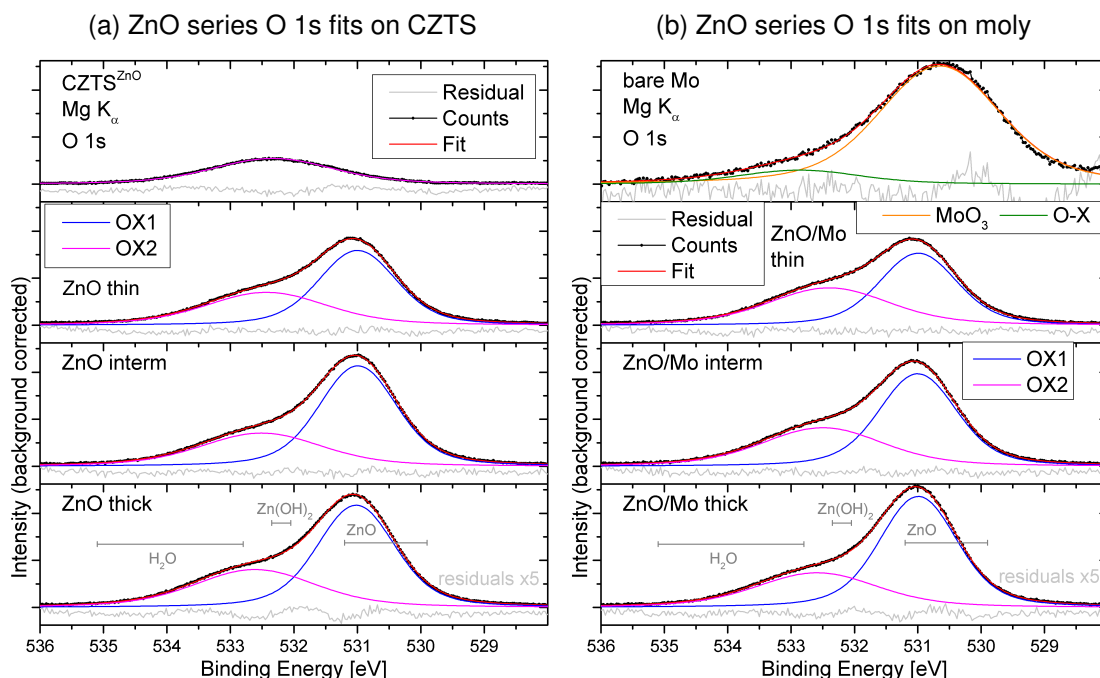 (a) ZnO series O 1s fits on CZTS
CZTS^ZnO
Mg K_α
O 1s
Residual
Counts
Fit
OX1
OX2
ZnO thin
ZnO interm
ZnO thick
Zn(OH)₂
ZnO
H₂O
residuals x5
Intensity (background corrected)
536 535 534 533 532 531 530 529
Binding Energy [eV]
(b) ZnO series O 1s fits on moly
bare Mo
Mg K_α
O 1s
MoO₃
O-X
Residual
Counts
Fit
ZnO/Mo
thin
ZnO/Mo interm
OX1
OX2
ZnO/Mo thick
Zn(OH)₂
ZnO
H₂O
residuals x5
Intensity (background corrected)
536 535 534 533 532 531 530 529
Binding Energy [eV]